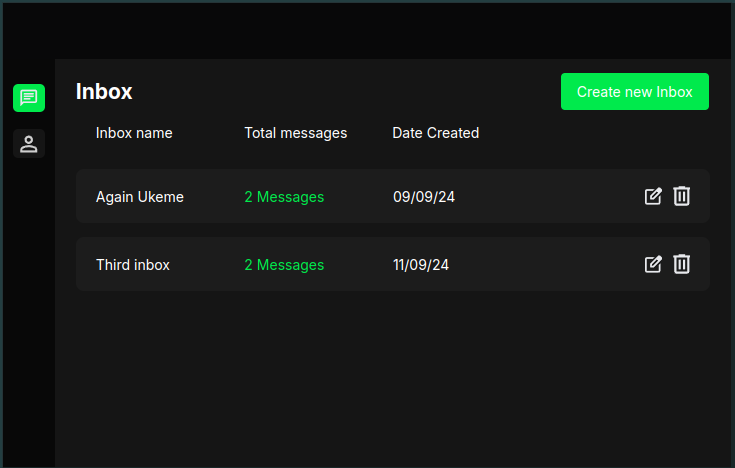 Inbox
Create new Inbox
Inbox name Total messages Date Created
Again Ukeme 2 Messages 09/09/24
Third inbox 2 Messages 11/09/24